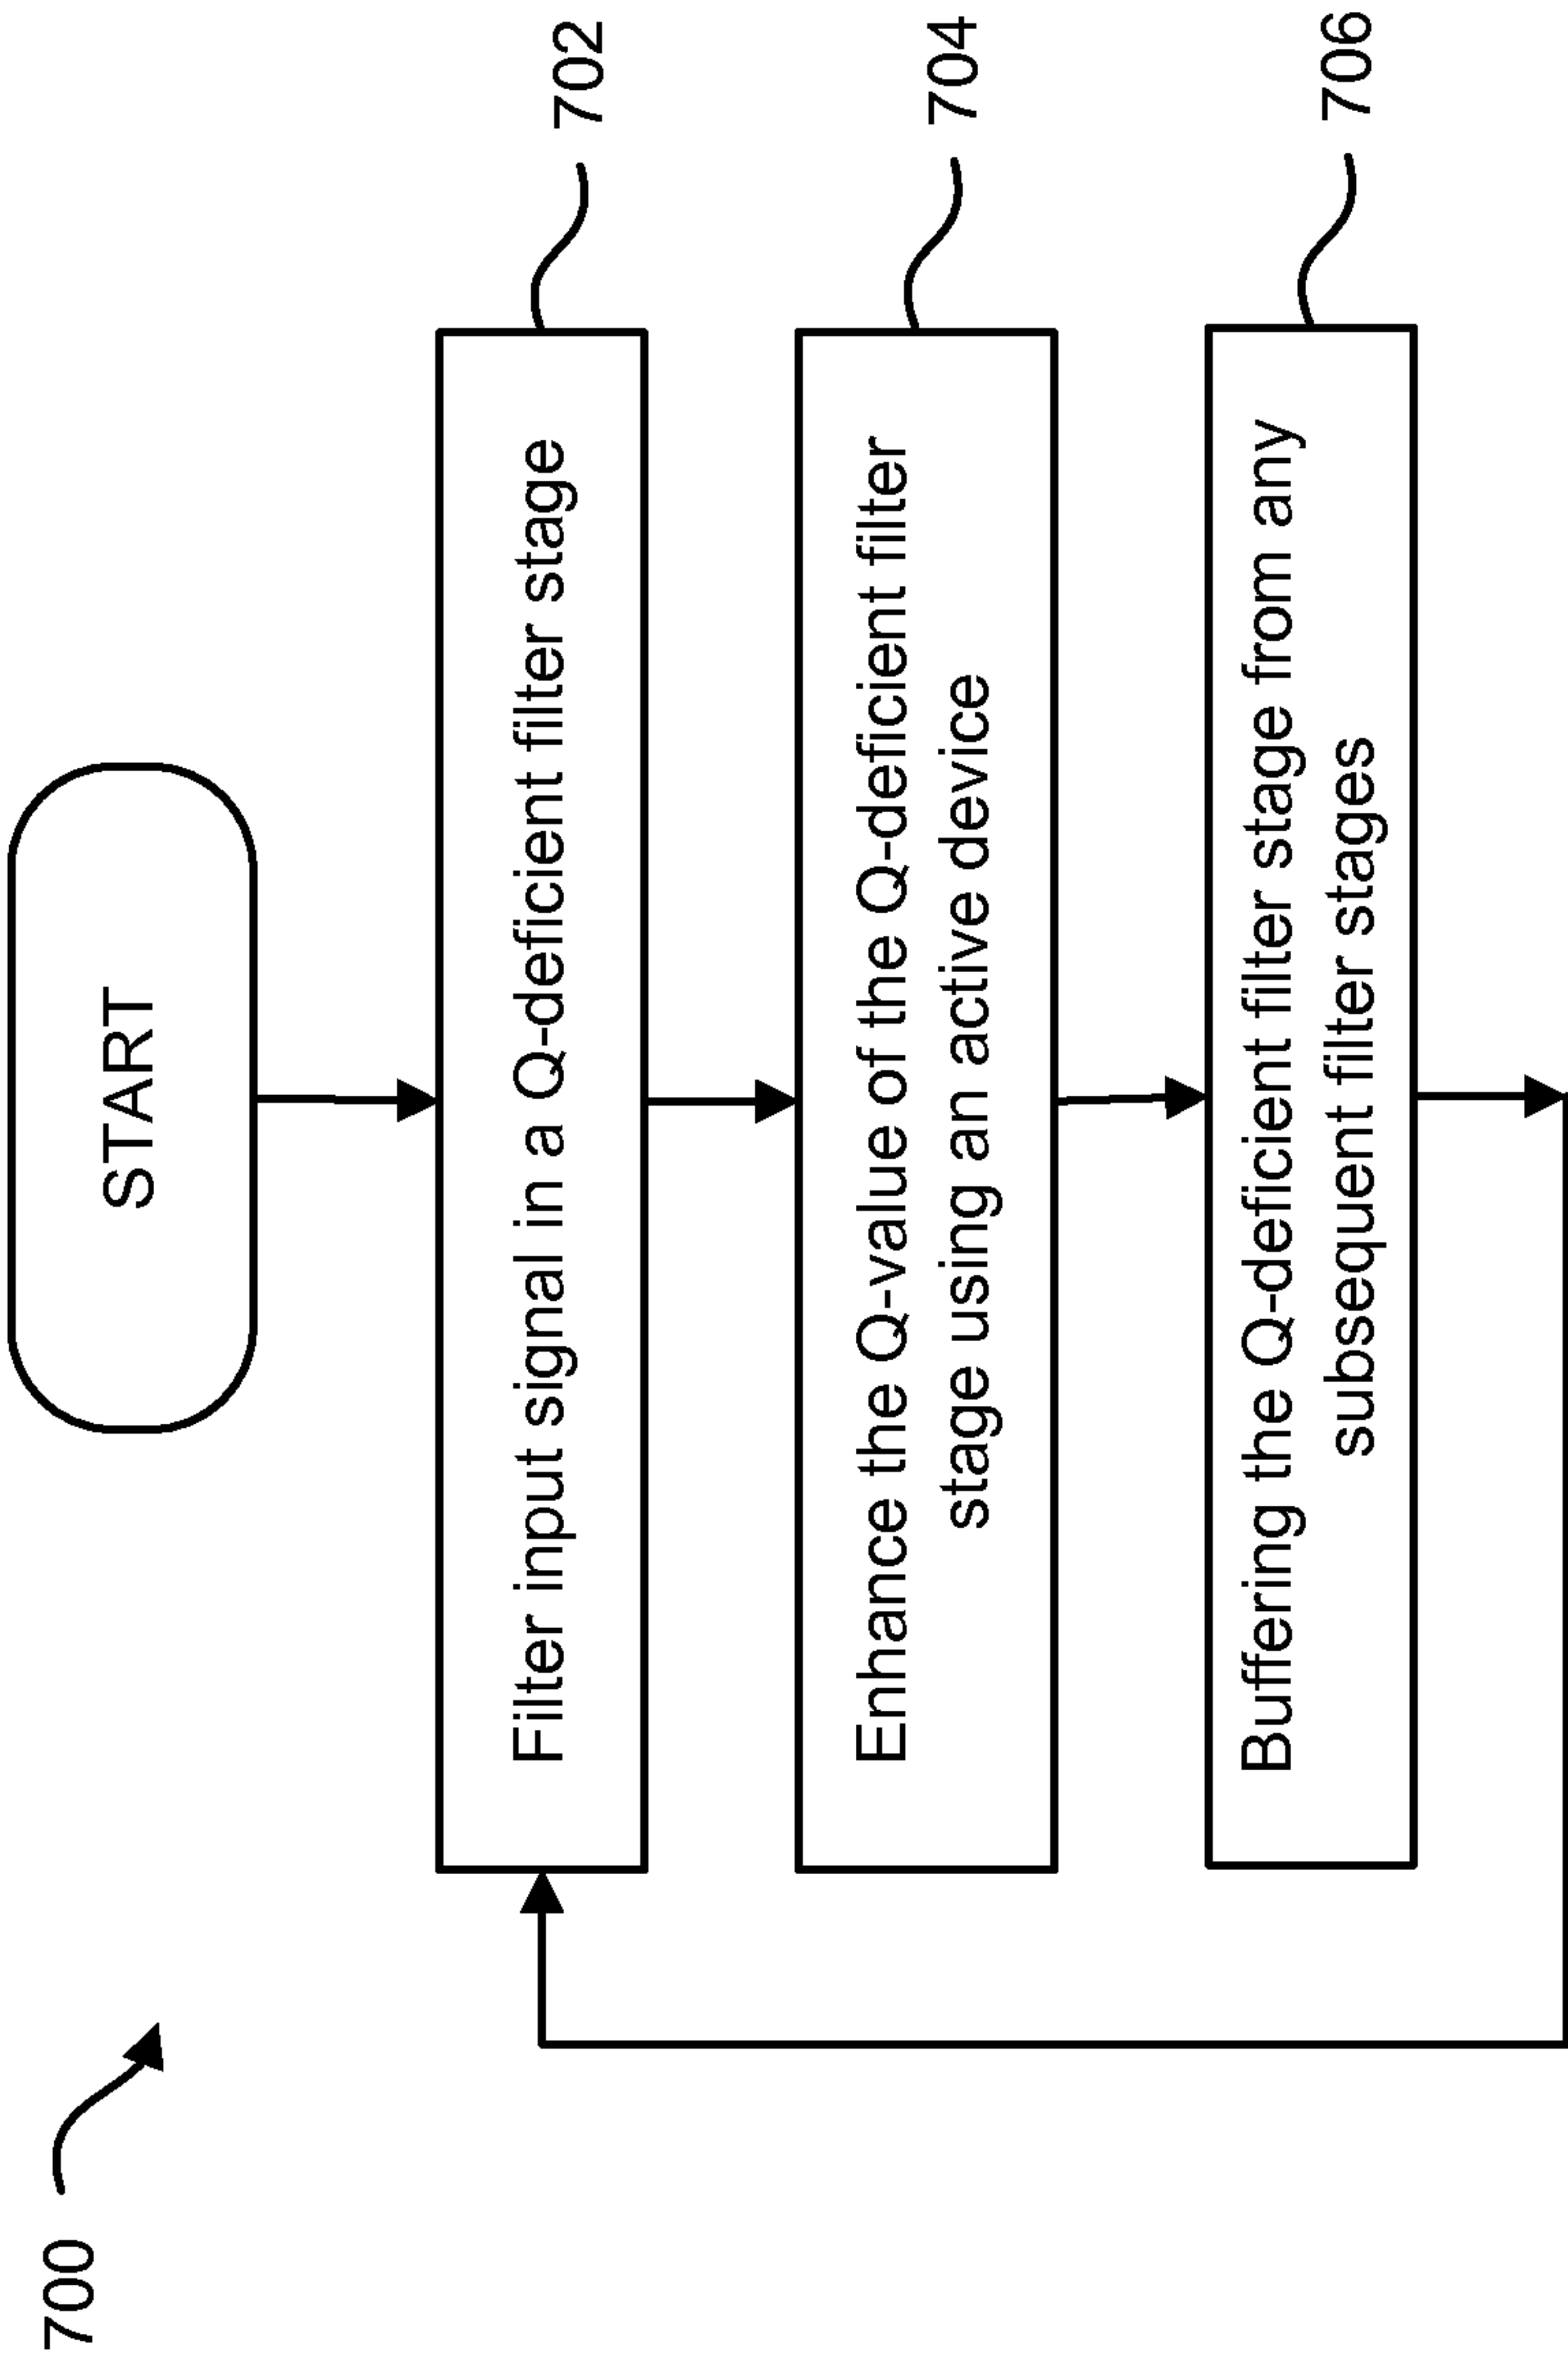 700
START
Filter input signal in a Q-deficient filter stage
702
Enhance the Q-value of the Q-deficient filter
stage using an active device
704
Buffering the Q-deficient filter stage from any
subsequent filter stages
706